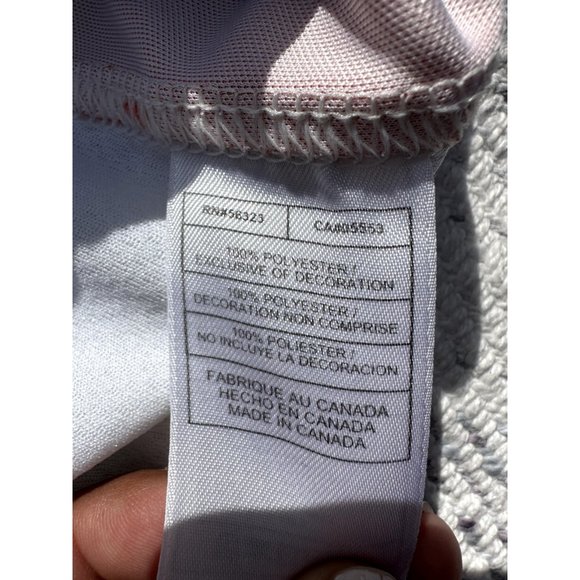 RN#56323 CA#05553
100% POLYESTER /
EXCLUSIVE OF DECORATION
100% POLYESTER /
DECORATION NON COMPRISE
100% POLIESTER /
NO INCLUYE LA DECORACION
FABRIQUE AU CANADA
HECHO EN CANADA
MADE IN CANADA